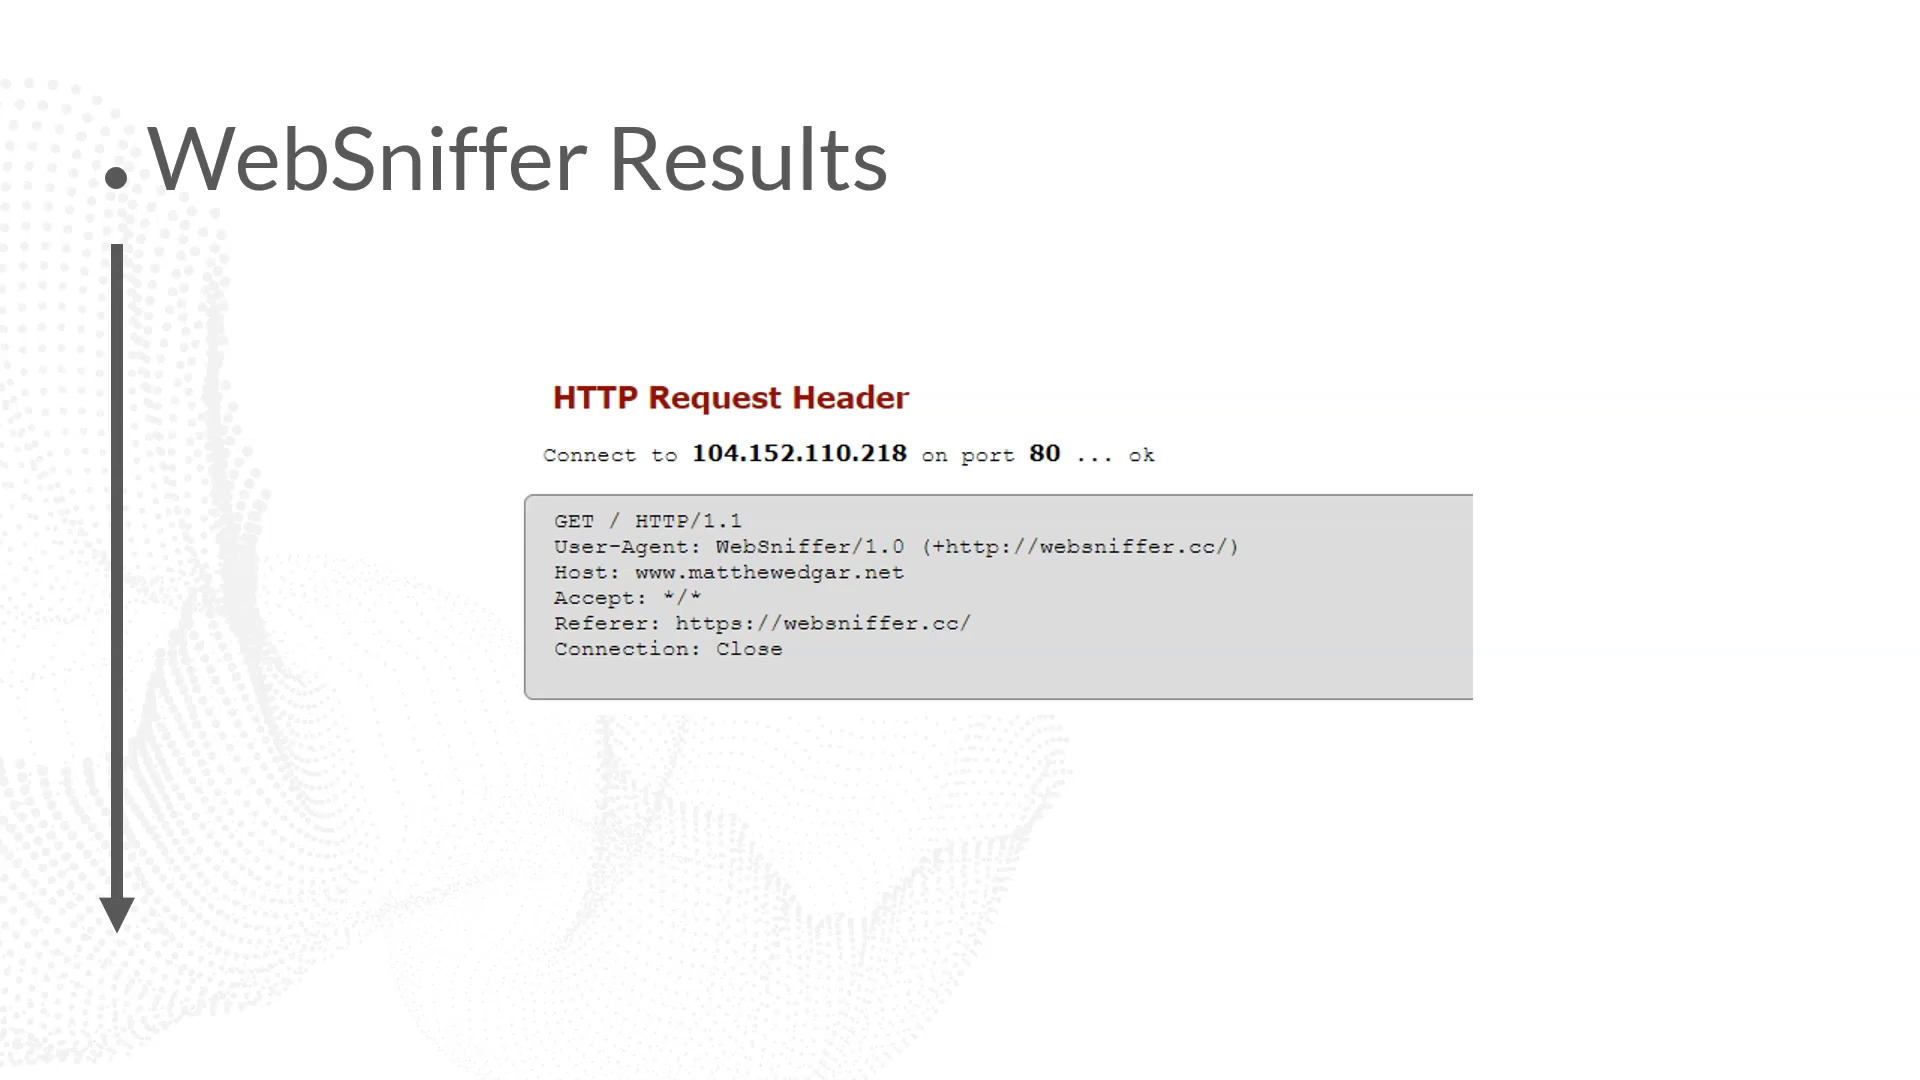 WebSniffer Results
HTTP Request Header
Connect to 104.152.110.218 on port 80 ... ok
GET / HTTP/1.1
User-Agent: WebSniffer/1.0 (+http://websniffer.cc/)
Host: www.matthewedgar.net
Accept: */*
Referer: https://websniffer.cc/
Connection: Close